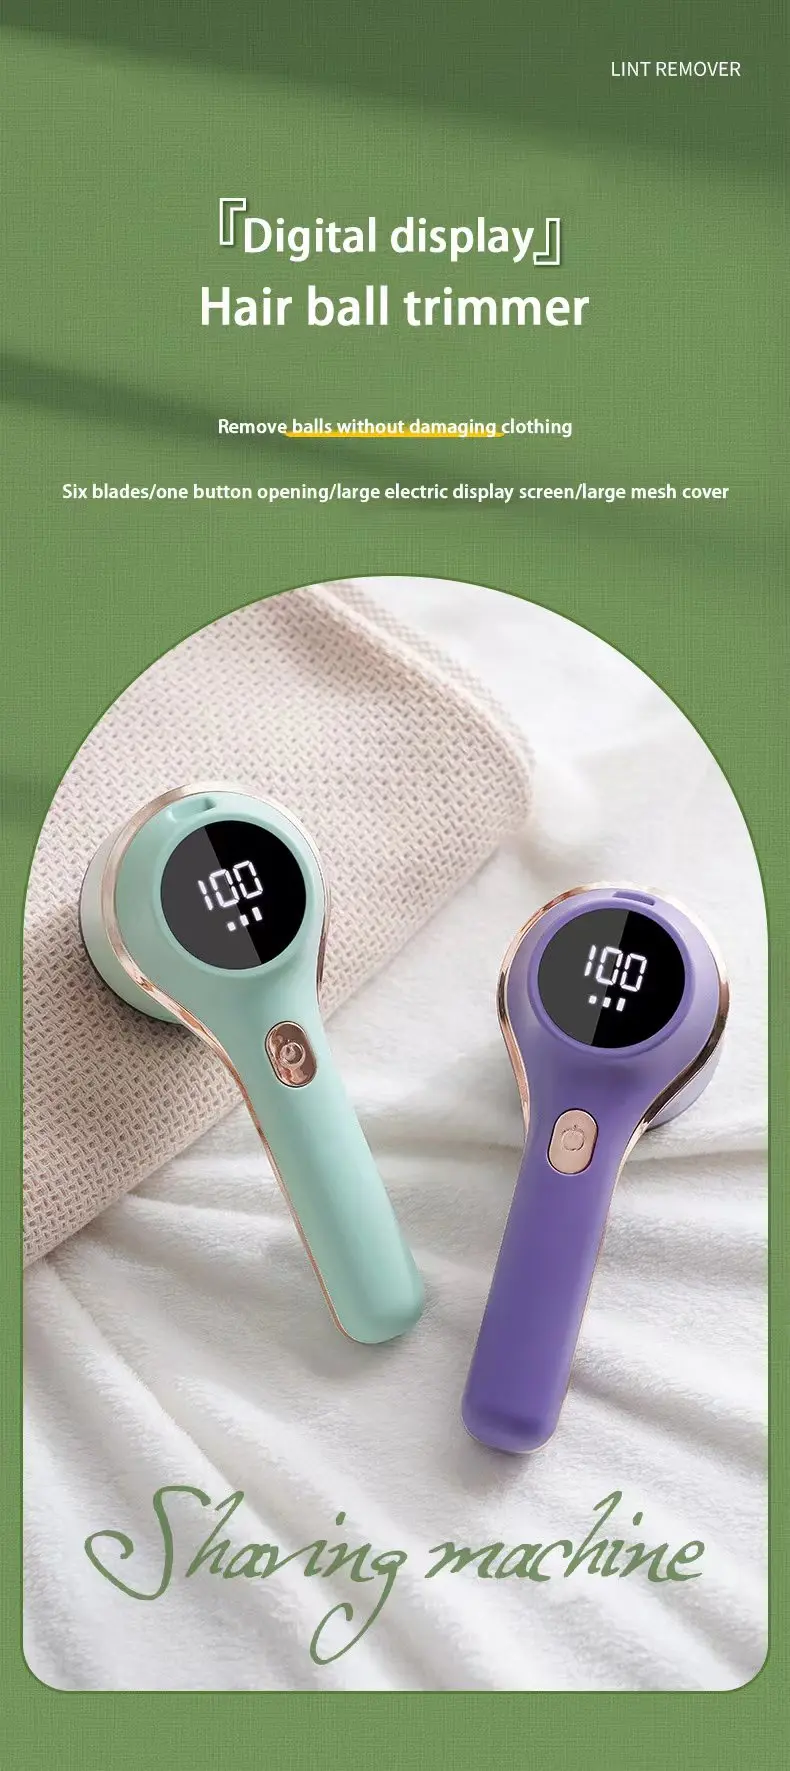 LINT REMOVER
『Digital display』
Hair ball trimmer
Remove balls without damaging clothing
Six blades/one button opening/large electric display screen/large mesh cover
100
100
Shaving machine